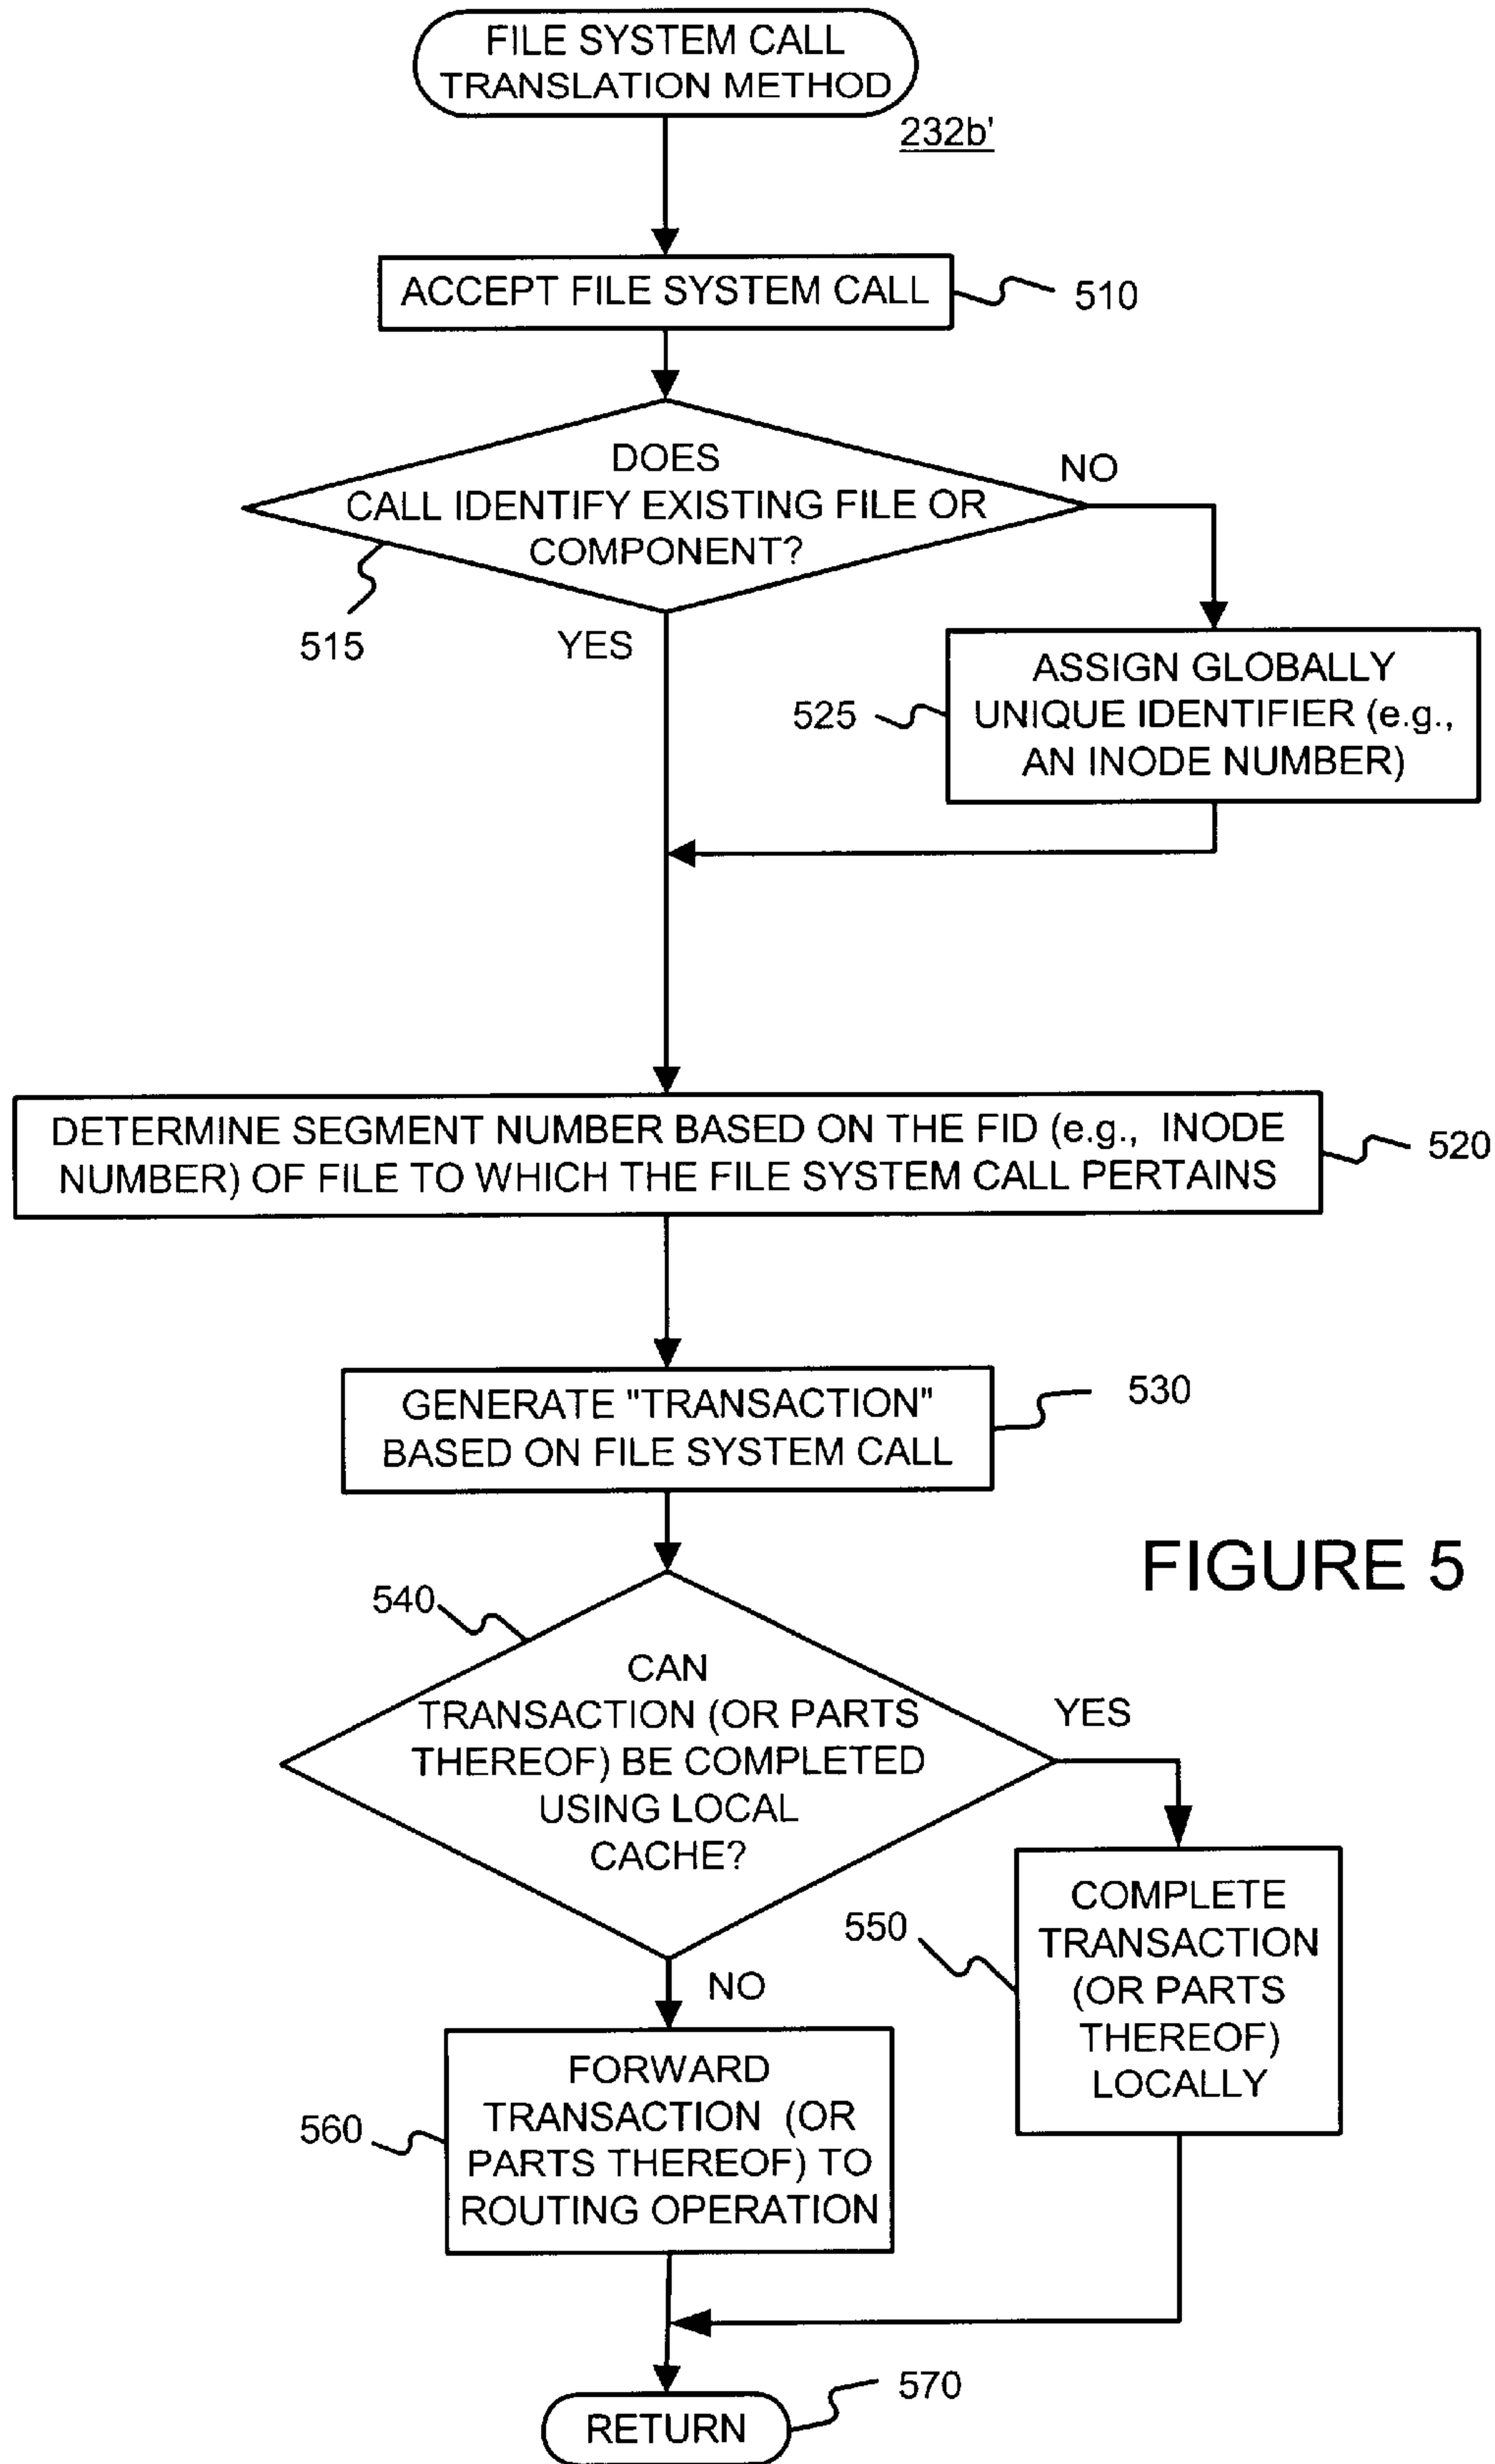 FILE SYSTEM CALL
TRANSLATION METHOD
232b'
ACCEPT FILE SYSTEM CALL
510
DOES
CALL IDENTIFY EXISTING FILE OR
COMPONENT?
NO
515
YES
ASSIGN GLOBALLY
UNIQUE IDENTIFIER (e.g.,
AN INODE NUMBER)
525
DETERMINE SEGMENT NUMBER BASED ON THE FID (e.g., INODE
NUMBER) OF FILE TO WHICH THE FILE SYSTEM CALL PERTAINS
520
GENERATE "TRANSACTION"
BASED ON FILE SYSTEM CALL
530
FIGURE 5
540
CAN
TRANSACTION (OR PARTS
THEREOF) BE COMPLETED
USING LOCAL
CACHE?
YES
COMPLETE
TRANSACTION
(OR PARTS
THEREOF)
LOCALLY
550
NO
FORWARD
TRANSACTION (OR
PARTS THEREOF) TO
ROUTING OPERATION
560
RETURN
570